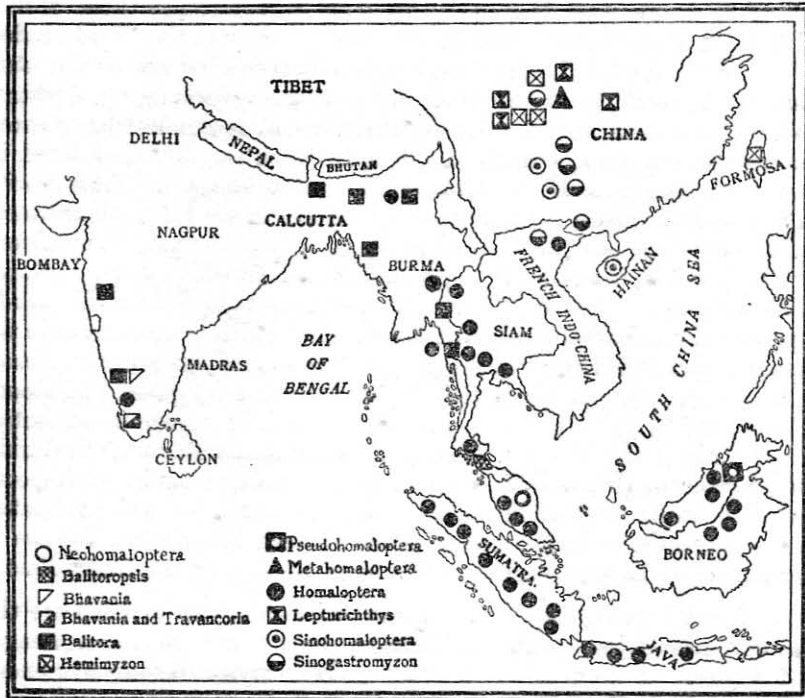 TIBET
CHINA
DELHI
NEPAL
BHUTAN
FORMOSA
CALCUTTA
NAGPUR
BOMBAY
BURMA
HAINAN
FRENCH INDO-CHINA
SIAM
BAY
OF
BENGAL
MADRAS
SOUTH CHINA SEA
CEYLON
BORNEO
SUMATRA.
JAVA
Neohomaloptera
Balitoropsis
Bhavania
Bhavania and Travancoria
Balitora
Hemimyzon
Pseudohomaloptera
Metahomaloptera
Homaloptera
Lepturichthys
Sinohomaloptera
Sinogastromyzon